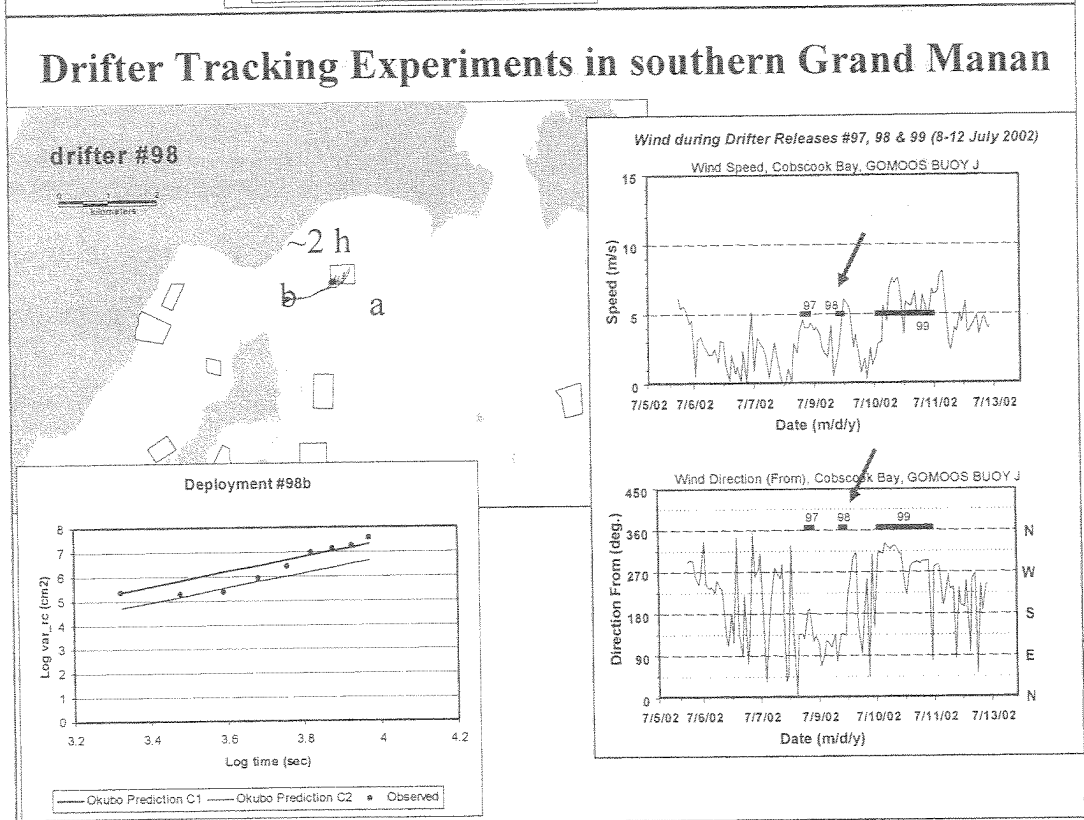 Drifter Tracking Experiments in southern Grand Manan
drifter #98
0 1 2
kilometers
~2 h
b
a
Wind during Drifter Releases #97, 98 & 99 (8-12 July 2002)
Wind Speed, Cobscook Bay, GOMOOS BUOY J
Speed (m/s)
15
10
5
0
97 98
99
7/5/02 7/6/02 7/7/02 7/9/02 7/10/02 7/11/02 7/13/02
Date (m/d/y)
Wind Direction (From), Cobscook Bay, GOMOOS BUOY J
Direction From (deg.)
450
360
270
180
90
0
97 98 99
N
W
S
E
N
7/5/02 7/6/02 7/7/02 7/9/02 7/10/02 7/11/02 7/13/02
Date (m/d/y)
Deployment #98b
Log var_rc (cm2)
8
7
6
5
4
3
2
1
0
3.2 3.4 3.6 3.8 4 4.2
Log time (sec)
Okubo Prediction C1 Okubo Prediction C2 Observed